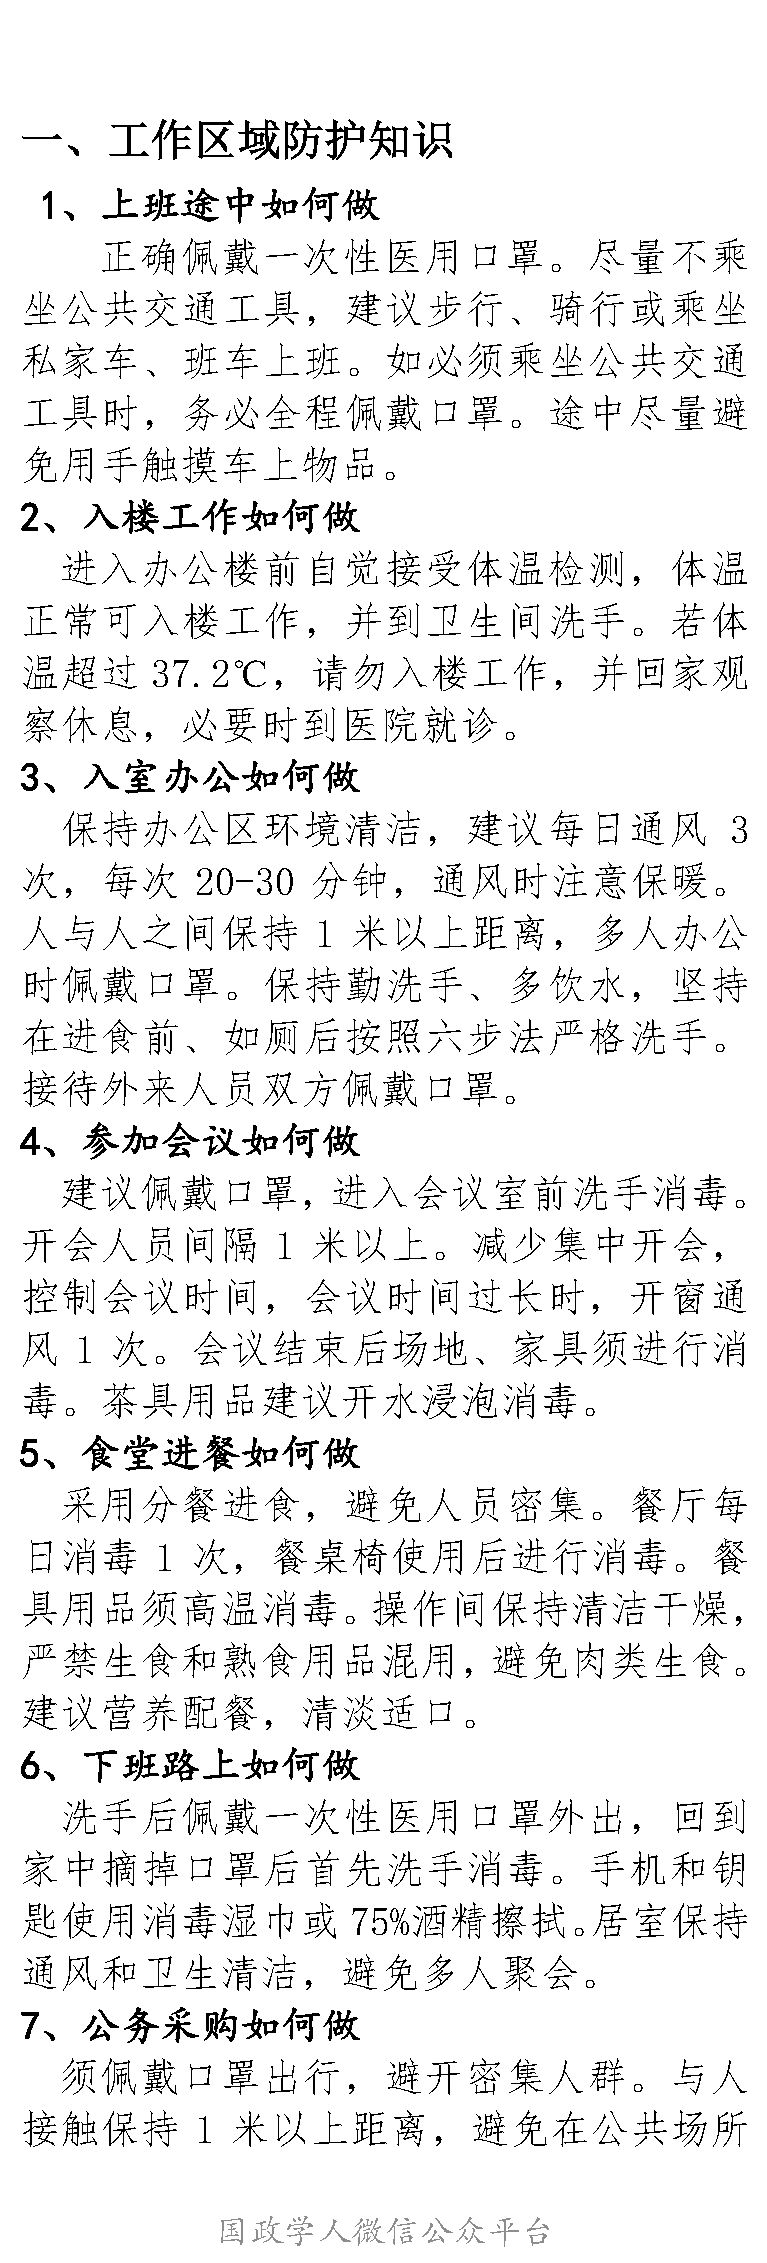 一、工作区域防护知识
1、上班途中如何做
正确佩戴一次性医用口罩。尽量不乘
坐公共交通工具，建议步行、骑行或乘坐
私家车、班车上班。如必须乘坐公共交通
工具时，务必全程佩戴口罩。途中尽量避
免用手触摸车上物品。
2、入楼工作如何做
进入办公楼前自觉接受体温检测，体温
正常可入楼工作，并到卫生间洗手。若体
温超过 37.2℃，请勿入楼工作，并回家观
察休息，必要时到医院就诊。
3、入室办公如何做
保持办公区环境清洁，建议每日通风 3
次，每次 20-30 分钟，通风时注意保暖。
人与人之间保持 1 米以上距离，多人办公
时佩戴口罩。保持勤洗手、多饮水，坚持
在进食前、如厕后按照六步法严格洗手。
接待外来人员双方佩戴口罩。
4、参加会议如何做
建议佩戴口罩，进入会议室前洗手消毒。
开会人员间隔 1 米以上。减少集中开会，
控制会议时间，会议时间过长时，开窗通
风 1 次。会议结束后场地、家具须进行消
毒。茶具用品建议开水浸泡消毒。
5、食堂进餐如何做
采用分餐进食，避免人员密集。餐厅每
日消毒 1 次，餐桌椅使用后进行消毒。餐
具用品须高温消毒。操作间保持清洁干燥，
严禁生食和熟食用品混用，避免肉类生食。
建议营养配餐，清淡适口。
6、下班路上如何做
洗手后佩戴一次性医用口罩外出，回到
家中摘掉口罩后首先洗手消毒。手机和钥
匙使用消毒湿巾或 75%酒精擦拭。居室保持
通风和卫生清洁，避免多人聚会。
7、公务采购如何做
须佩戴口罩出行，避开密集人群。与人
接触保持 1 米以上距离，避免在公共场所
国政学人微信公众平台